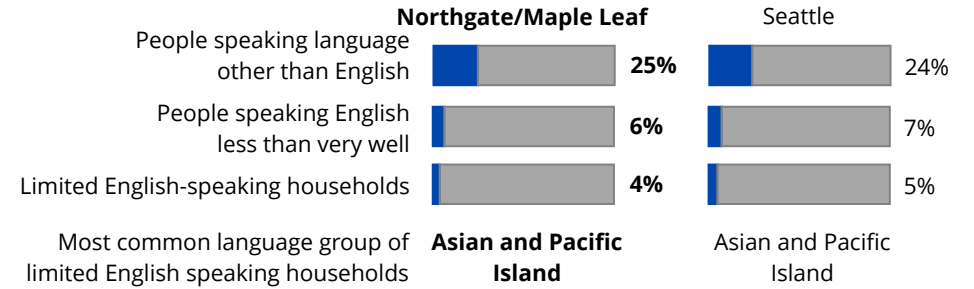 Northgate/Maple Leaf Seattle
People speaking language
other than English 25% 24%
People speaking English
less than very well 6% 7%
Limited English-speaking households 4% 5%
Most common language group of Asian and Pacific Asian and Pacific
limited English speaking households Island Island